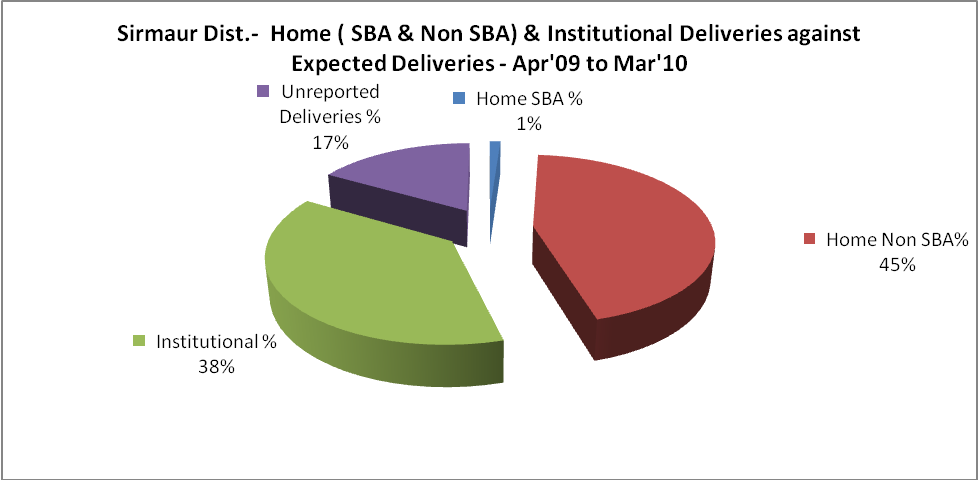 Sirmaur Dist.- Home ( SBA & Non SBA) & Institutional Deliveries against
Expected Deliveries - Apr'09 to Mar'10
Unreported
Deliveries %
17%
Home SBA %
1%
Home Non SBA%
45%
Institutional %
38%